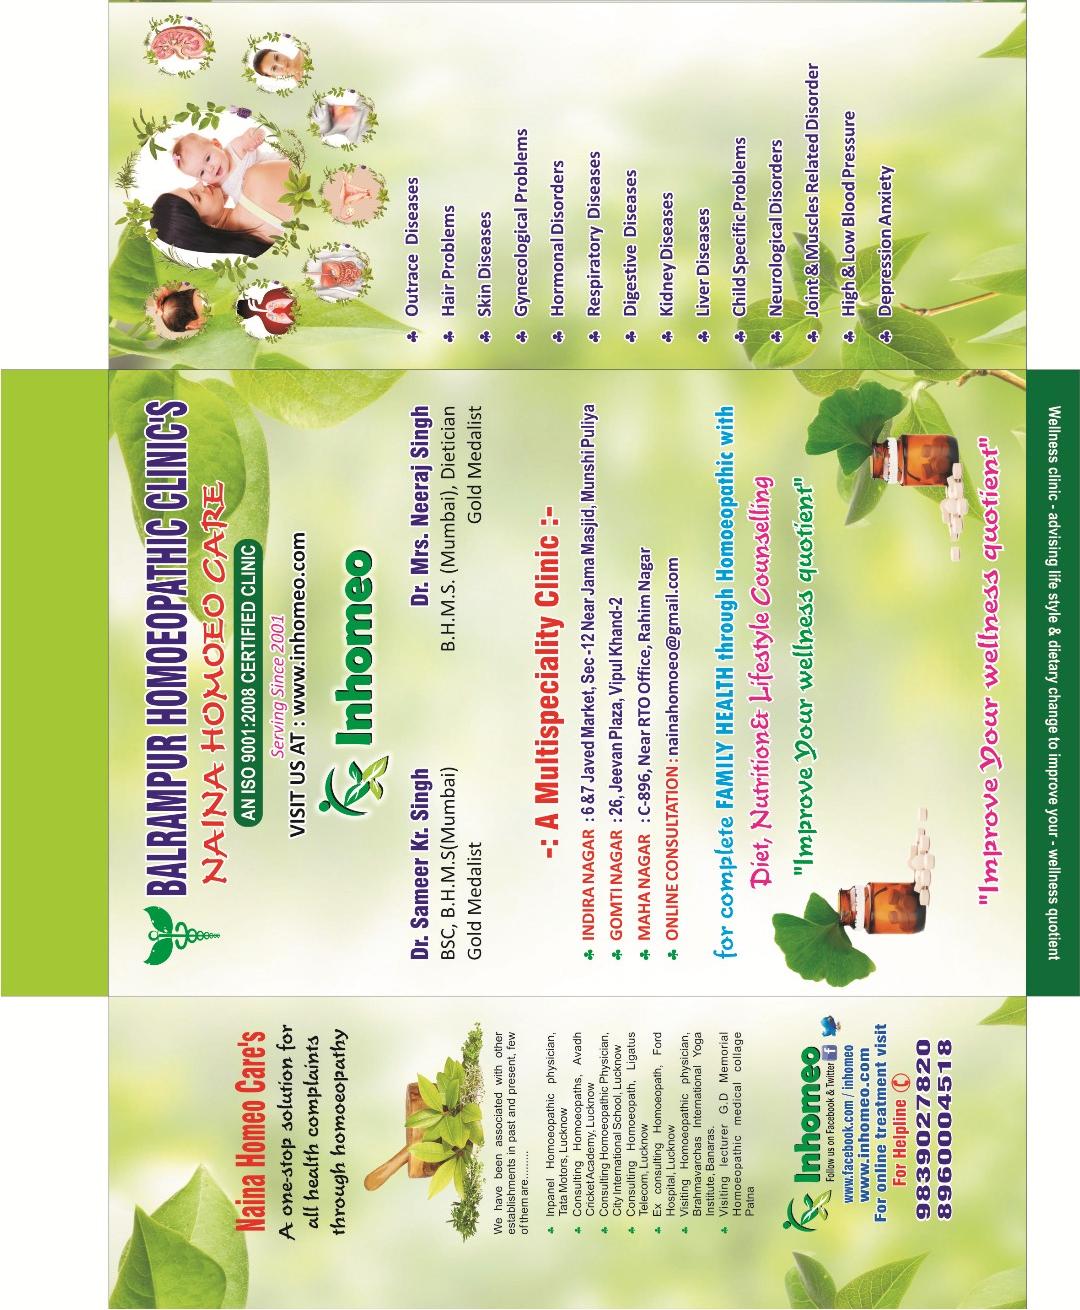 BALRAMPUR HOMOEOPATHIC CLINIC'S
NAINA HOMOEO CARE
AN ISO 9001:2008 CERTIFIED CLINIC
Serving Since 2001
VISIT US AT : www.inhomeo.com
Inhomeo
Dr. Sameer Kr. Singh
BSC, B.H.M.S(Mumbai)
Gold Medalist
Dr. Mrs. Neeraj Singh
B.H.M.S. (Mumbai), Dietician
Gold Medalist
-: A Multispeciality Clinic :-
INDIRA NAGAR : 6 &7 Javed Market, Sec -12 Near Jama Masjid, Munshi Puliya
GOMTI NAGAR : 26, Jeevan Plaza, Vipul Khand-2
MAHA NAGAR : C-896, Near RTO Office, Rahim Nagar
ONLINE CONSULTATION : nainahomoeo@gmail.com
for complete FAMILY HEALTH through Homoeopathic with
Diet, Nutrition& Lifestyle Counselling
"Improve Your wellness quotient"
"Improve Your wellness quotient"
Wellness clinic - advising life style & dietary change to improve your - wellness quotient
Outrace Diseases
Hair Problems
Skin Diseases
Gynecological Problems
Hormonal Disorders
Respiratory Diseases
Digestive Diseases
Kidney Diseases
Liver Diseases
Child Specific Problems
Neurological Disorders
Joint & Muscles Related Disorder
High & Low Blood Pressure
Depression Anxiety
Naina Homeo Care's
A one-stop solution for
all health complaints
through homoeopathy
We have been associated with other
establishments in past and present, few
of them are..........
Inpanel Homoeopathic physician,
Tata Motors, Lucknow
Consulting Homoeopaths, Avadh
Cricket Academy, Lucknow
Consulting Homoeopathic Physician,
City International School, Lucknow
Consulting Homoeopath, Ligatus
Telecom, Lucknow
Ex consulting Homoeopath, Ford
Hospital, Lucknow
Visiting Homoeopathic physician,
Brahmavarchas International Yoga
Institute, Banaras.
Visiting lecturer G.D Memorial
Homoeopathic medical collage
Patna
Inhomeo
Follow us on Facebook & Twitter
www.facebook.com / inhomeo
www.inhomeo.com
For online treatment visit
For Helpline
9839027820
8960004518